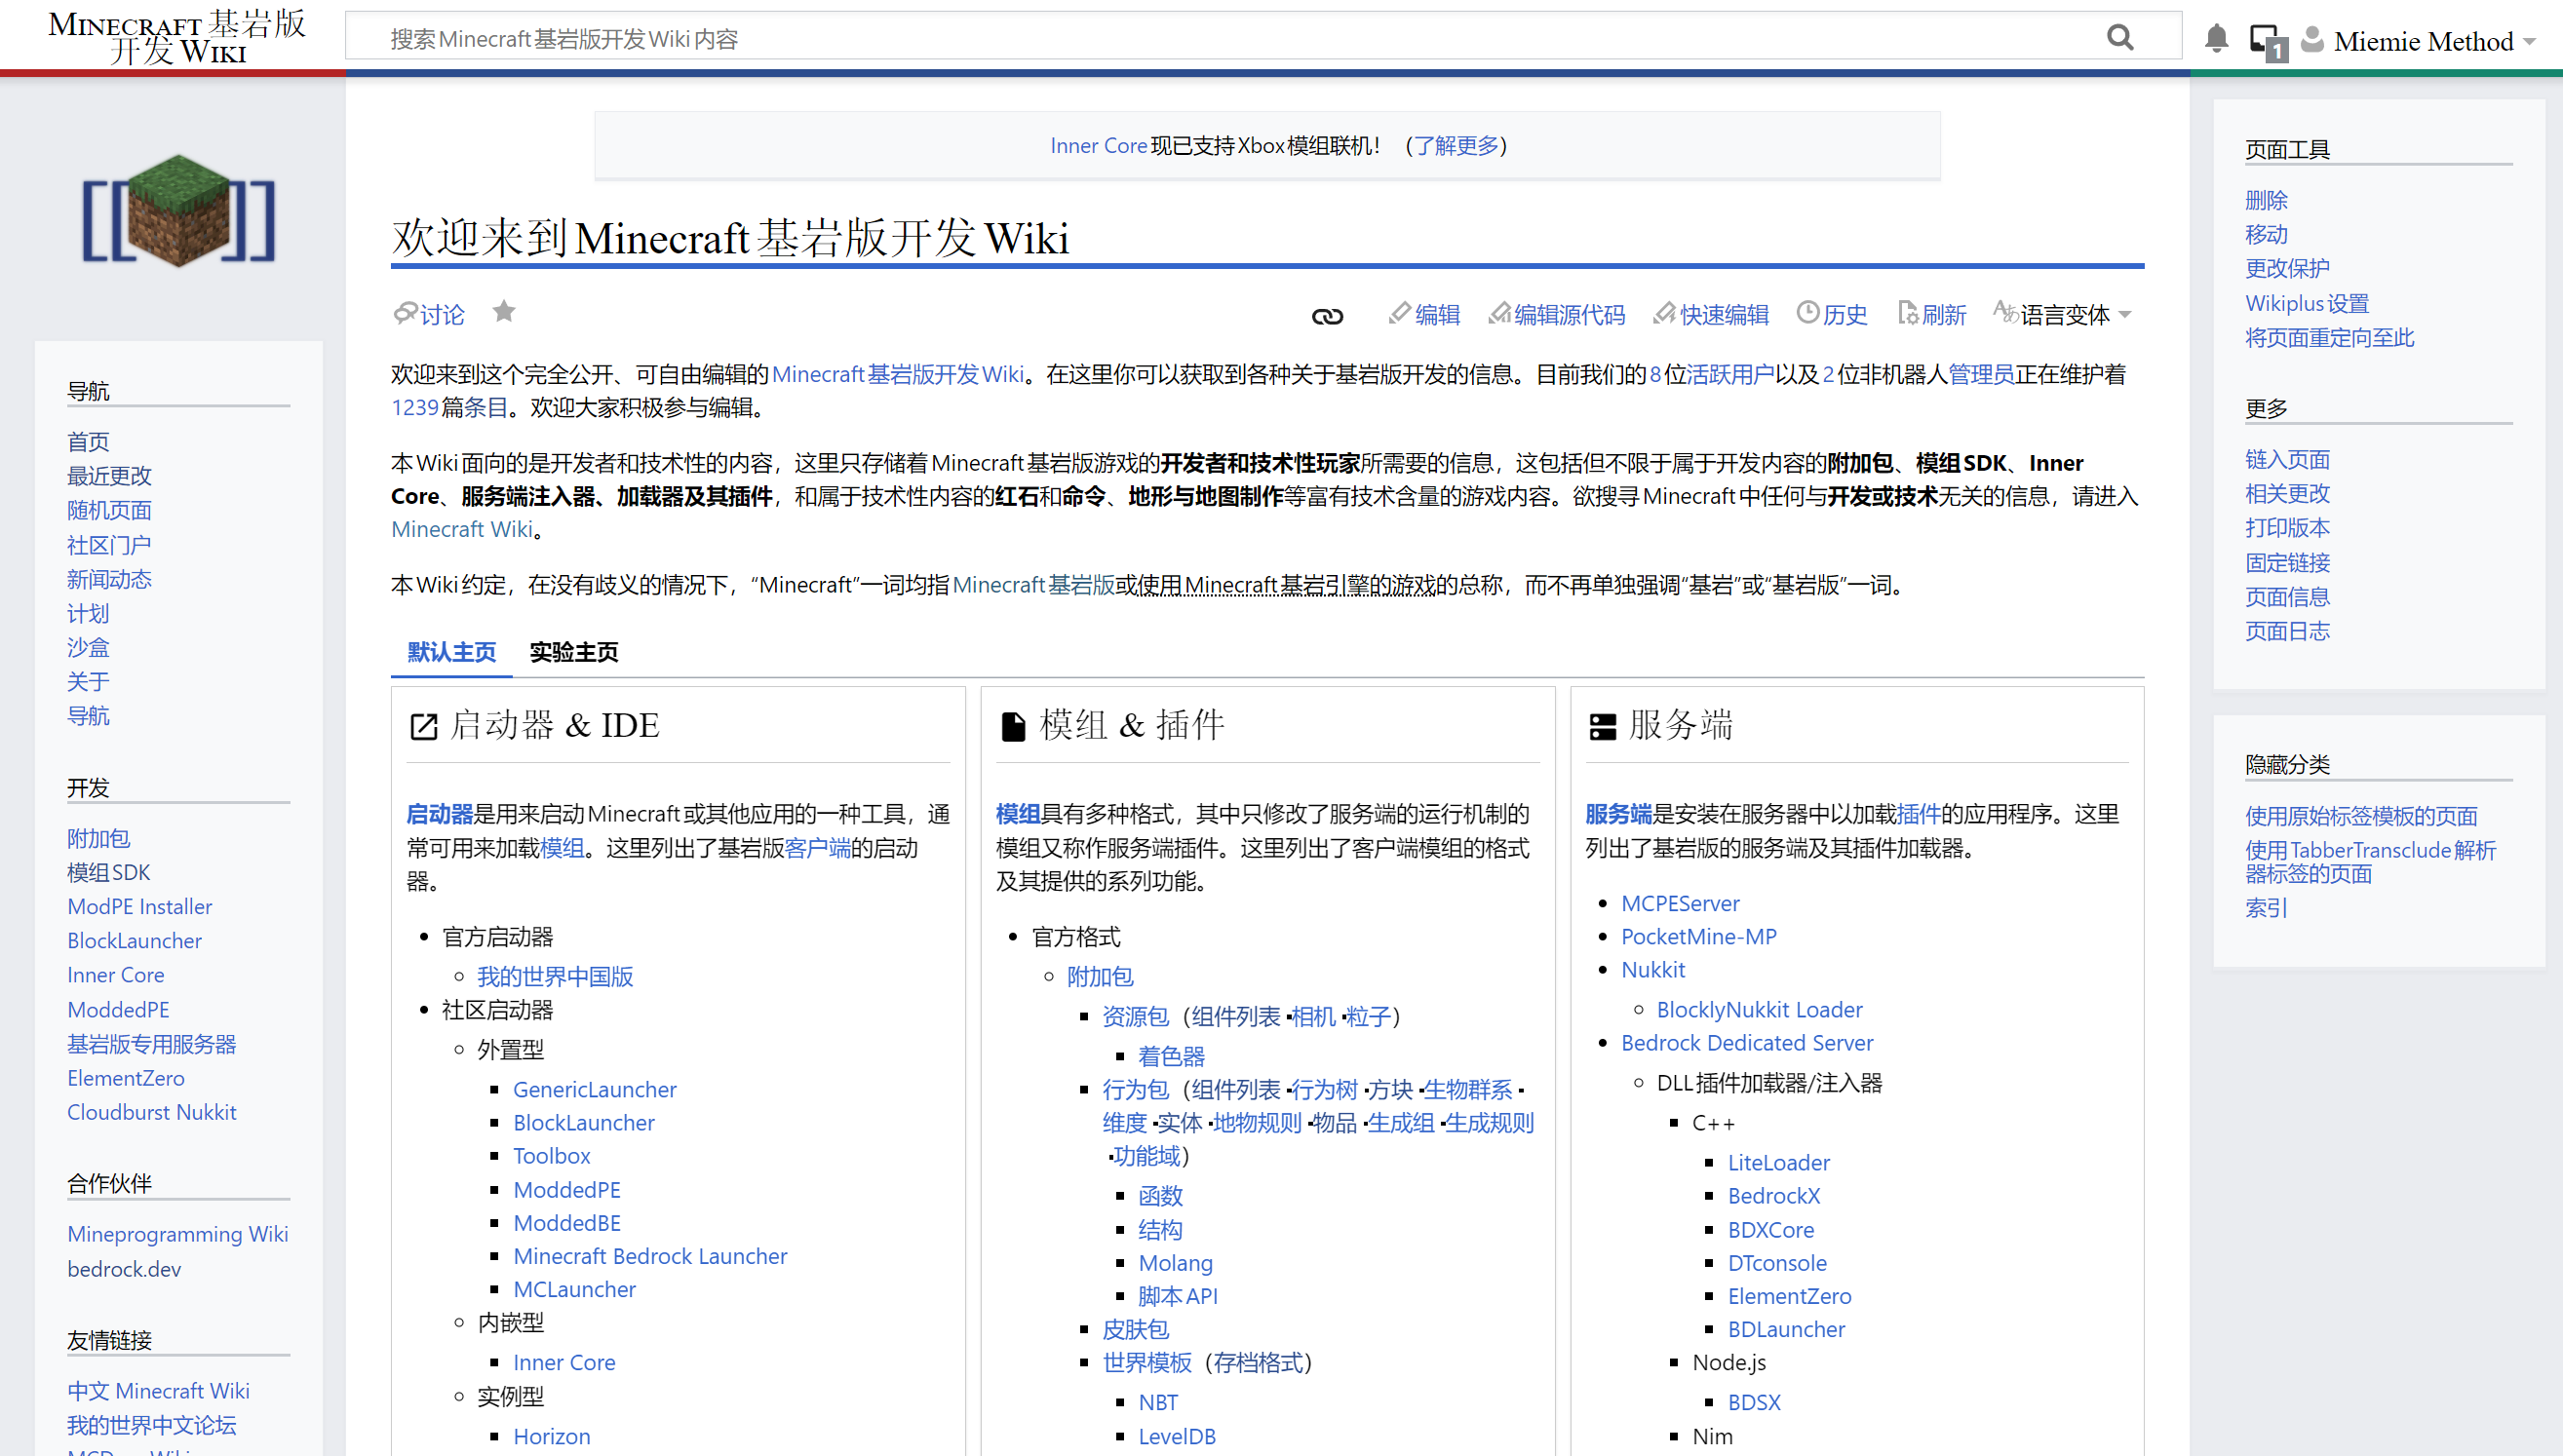 Minecraft 基岩版
开发 Wiki
搜索Minecraft基岩版开发Wiki内容
1
Miemie Method
Inner Core现已支持Xbox模组联机！（了解更多）
欢迎来到Minecraft基岩版开发Wiki
讨论
编辑
编辑源代码
快速编辑
历史
刷新
语言变体
欢迎来到这个完全公开、可自由编辑的Minecraft基岩版开发Wiki。在这里你可以获取到各种关于基岩版开发的信息。目前我们的8位活跃用户以及2位非机器人管理员正在维护着
1239篇条目。欢迎大家积极参与编辑。
本Wiki面向的是开发者和技术性的内容，这里只存储着Minecraft基岩版游戏的开发者和技术性玩家所需要的信息，这包括但不限于属于开发内容的附加包、模组SDK、Inner
Core、服务端注入器、加载器及其插件，和属于技术性内容的红石和命令、地形与地图制作等富有技术含量的游戏内容。欲搜寻Minecraft中任何与开发或技术无关的信息，请进入
Minecraft Wiki。
本Wiki约定，在没有歧义的情况下，“Minecraft”一词均指Minecraft基岩版或使用Minecraft基岩引擎的游戏的总称，而不再单独强调“基岩”或“基岩版”一词。
默认主页
实验主页
启动器 & IDE
启动器是用来启动Minecraft或其他应用的一种工具，通
常可用来加载模组。这里列出了基岩版客户端的启动
器。
官方启动器
我的世界中国版
社区启动器
外置型
GenericLauncher
BlockLauncher
Toolbox
ModdedPE
ModdedBE
Minecraft Bedrock Launcher
MCLauncher
内嵌型
Inner Core
实例型
Horizon
模组 & 插件
模组具有多种格式，其中只修改了服务端的运行机制的
模组又称作服务端插件。这里列出了客户端模组的格式
及其提供的系列功能。
官方格式
附加包
资源包（组件列表 · 相机 · 粒子）
着色器
行为包（组件列表 · 行为树 · 方块 · 生物群系 ·
维度 · 实体 · 地物规则 · 物品 · 生成组 · 生成规则
· 功能域）
函数
结构
Molang
脚本API
皮肤包
世界模板（存档格式）
NBT
LevelDB
服务端
服务端是安装在服务器中以加载插件的应用程序。这里
列出了基岩版的服务端及其插件加载器。
MCPEServer
PocketMine-MP
Nukkit
BlocklyNukkit Loader
Bedrock Dedicated Server
DLL插件加载器/注入器
C++
LiteLoader
BedrockX
BDXCore
DTconsole
ElementZero
BDLauncher
Node.js
BDSX
Nim
导航
首页
最近更改
随机页面
社区门户
新闻动态
计划
沙盒
关于
导航
开发
附加包
模组SDK
ModPE Installer
BlockLauncher
Inner Core
ModdedPE
基岩版专用服务器
ElementZero
Cloudburst Nukkit
合作伙伴
Mineprogramming Wiki
bedrock.dev
友情链接
中文 Minecraft Wiki
我的世界中文论坛
页面工具
删除
移动
更改保护
Wikiplus设置
将页面重定向至此
更多
链入页面
相关更改
打印版本
固定链接
页面信息
页面日志
隐藏分类
使用原始标签模板的页面
使用TabberTransclude解析
器标签的页面
索引